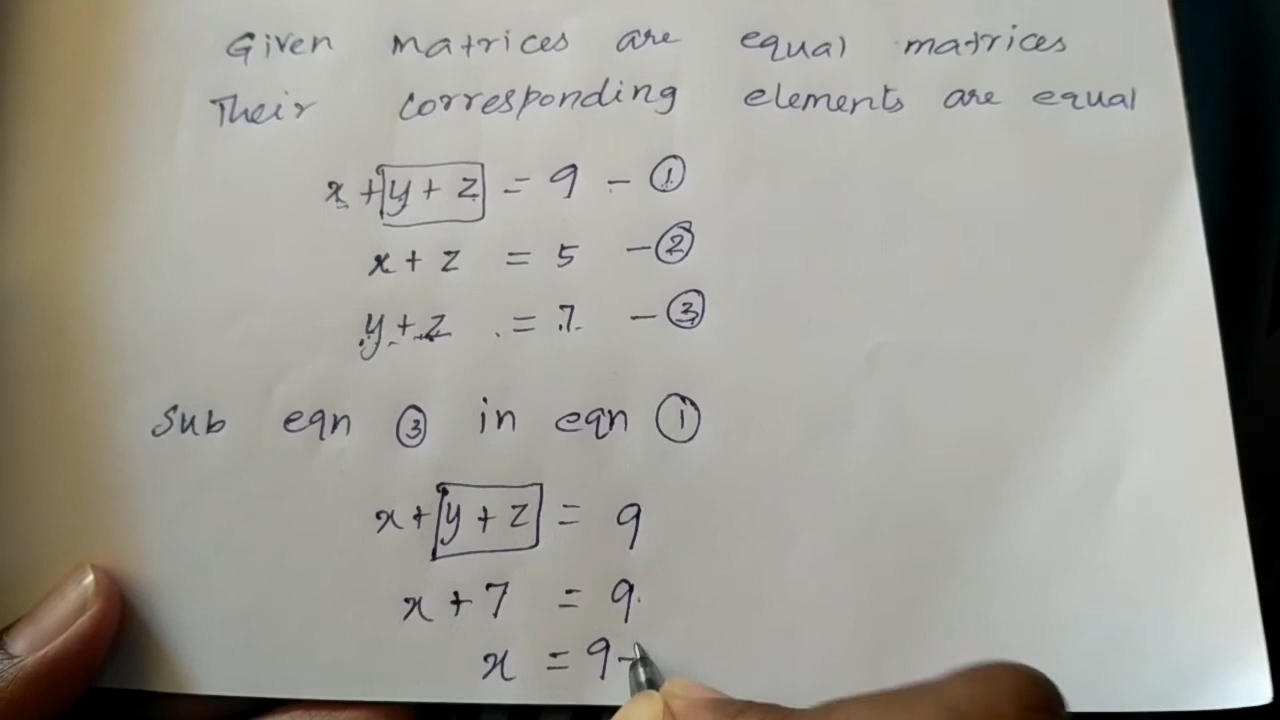 Given matrices are equal matrices
Their corresponding elements are equal
x + y + z = 9 - ①
x + z = 5 - ②
y + z = 7 - ③
Sub eqn ③ in eqn ①
x + y + z = 9
x + 7 = 9
x = 9 -